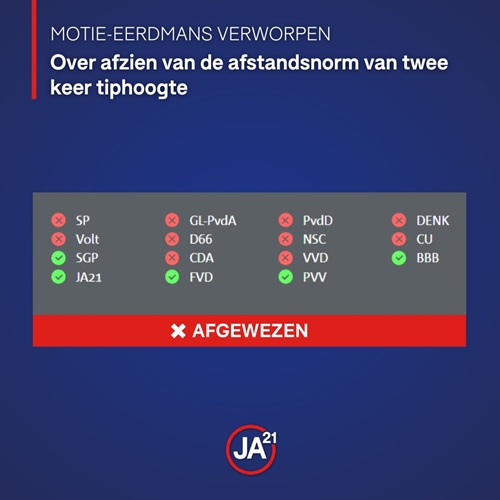 MOTIE-EERDMANS VERWORPEN
Over afzien van de afstandsnorm van twee
keer tiphoogte
SP GL-PvdA PvdD DENK
Volt D66 NSC CU
SGP CDA VVD BBB
JA21 FVD PVV
AFGEWEZEN
JA21